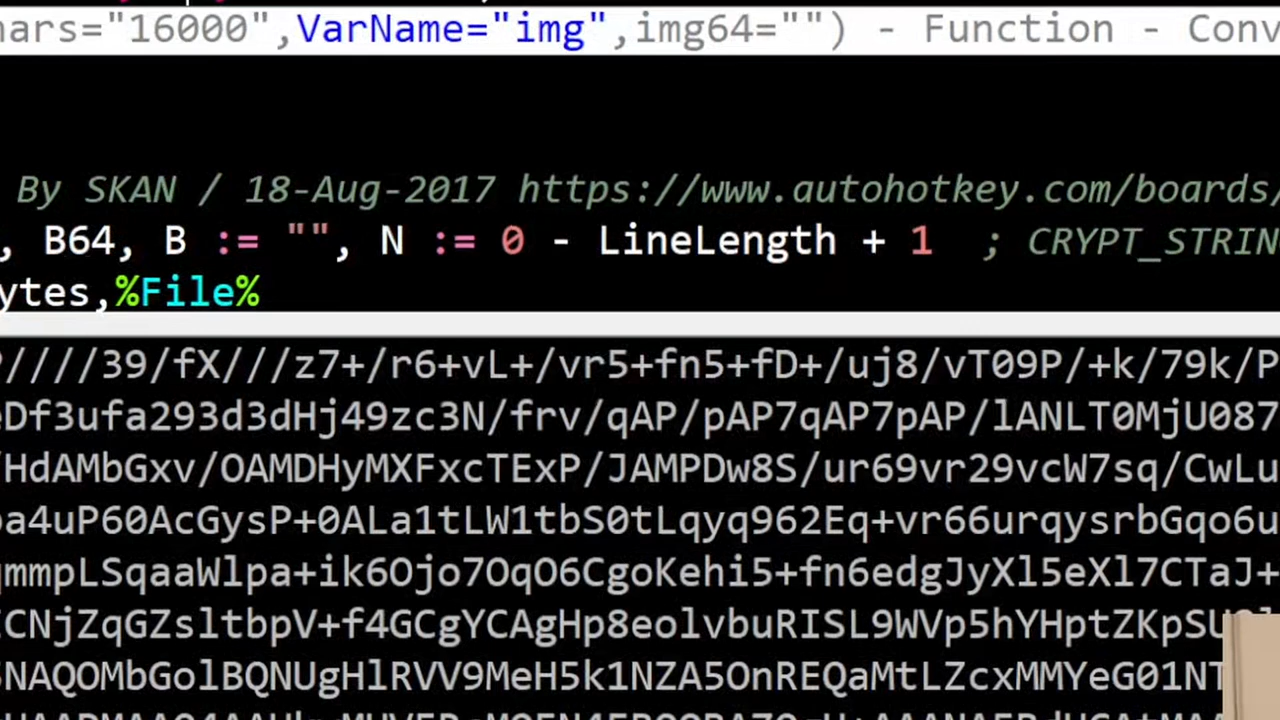 hars="16000",VarName="img",img64="") - Function - Conv
By SKAN / 18-Aug-2017 https://www.autohotkey.com/boards/
, B64, B := "", N := 0 - LineLength + 1 ; CRYPT_STRIN
ytes,%File%
////39/fX///z7+/r6+vL+/vr5+fn5+fD+/uj8/vT09P/+k/79k/P
Df3ufa293d3dHj49zc3N/frv/qAP/pAP7qAP7pAP/lANLT0MjU087
/HdAMbGxv/OAMDHyMXFxcTExP/JAMPDw8S/ur69vr29vcW7sq/CwLu
a4uP60AcGysP+0ALa1tLW1tbS0tLqyq962Eq+vr66urqysrbGqo6u
qmmpLSqaaWlpa+ik6Ojo7OqO6CgoKehi5+fn6edgJyXl5eXl7CTaJ+
CNjZqGZsltbpV+f4GCgYCAgHp8eolvbuRISL9WVp5hYHptZKpSU
NAQOMbGolBQNUgHlRVV9MeH5k1NZA5OnREQaMtLZcxMMYeG01NT